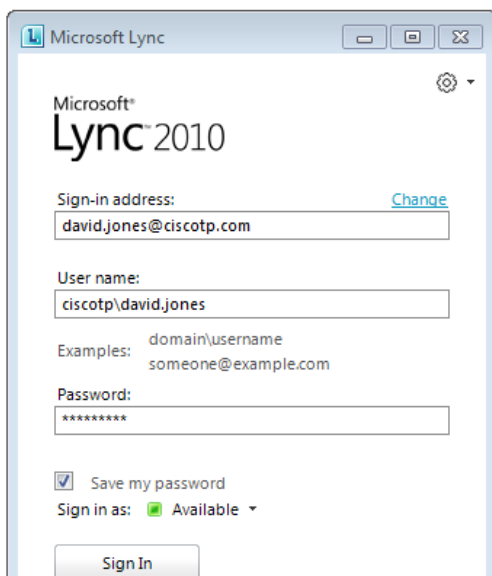 Microsoft Lync
Microsoft®
Lync™ 2010
Sign-in address: Change
david.jones@ciscotp.com
User name:
ciscotp\david.jones
Examples: domain\username
someone@example.com
Password:
*********
Save my password
Sign in as: Available
Sign In